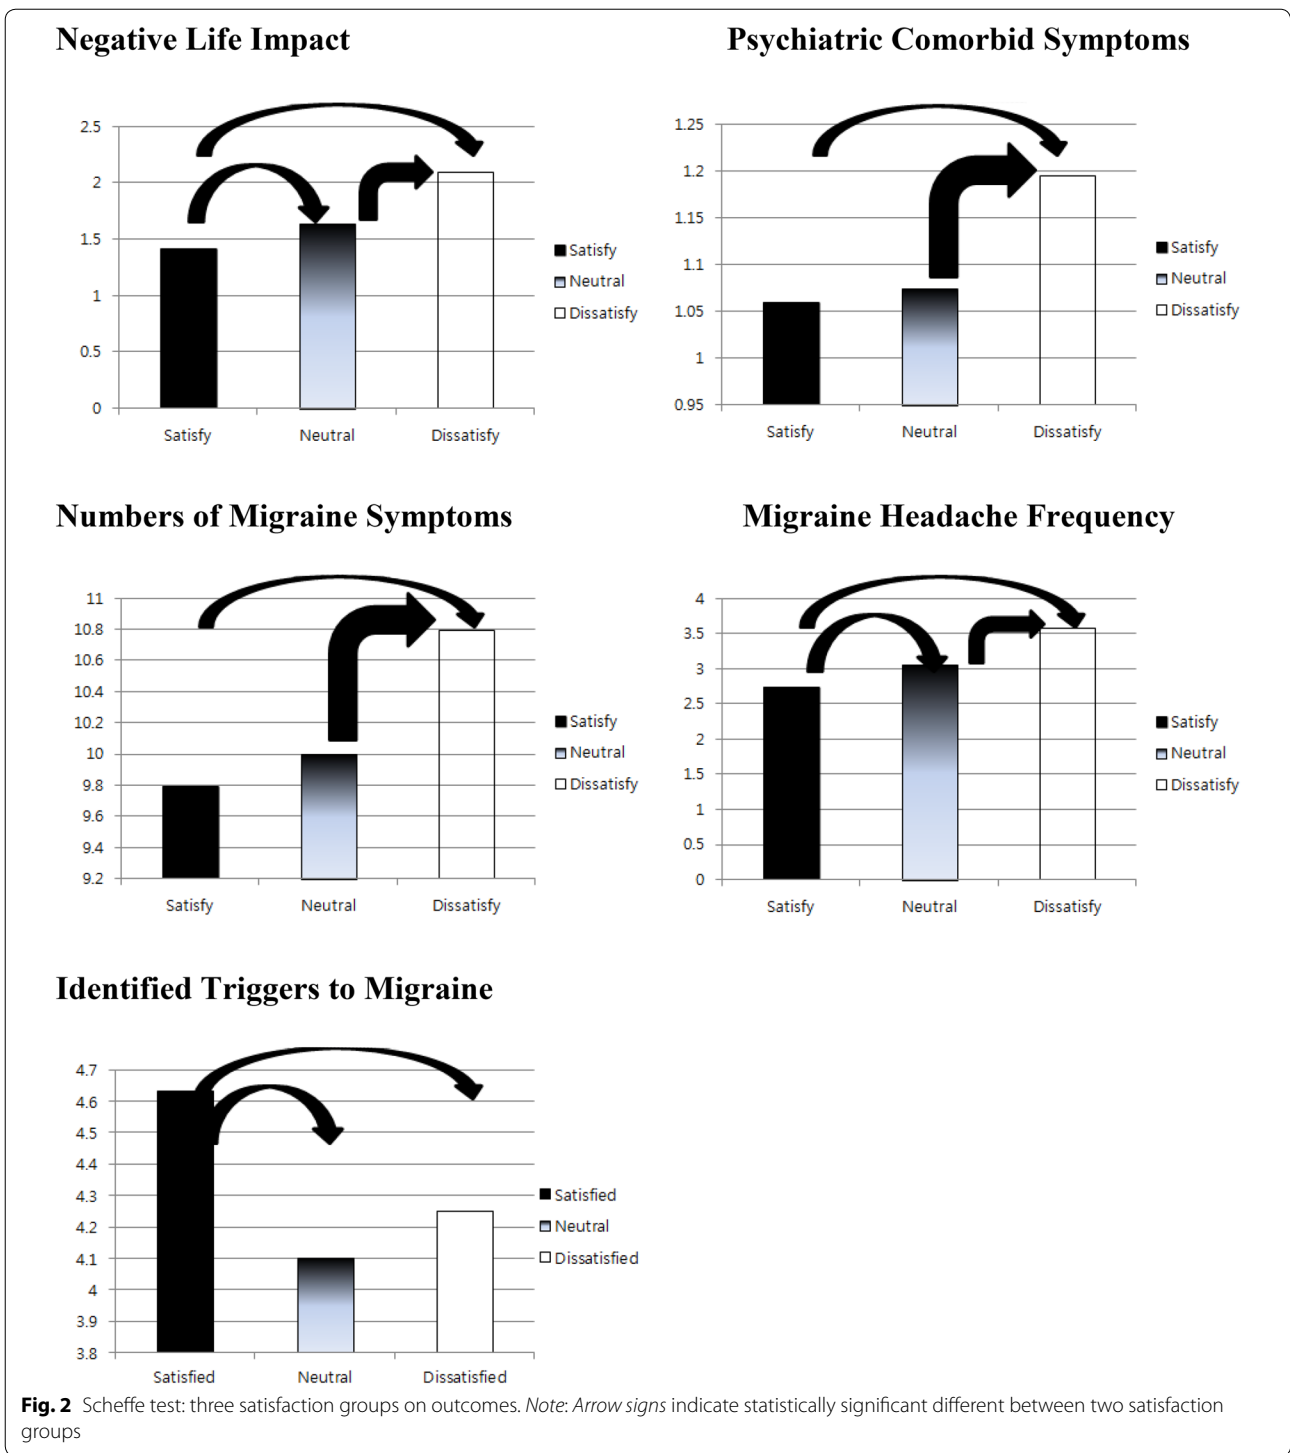 Negative Life Impact
2.5
2
1.5
1
0.5
0
Satisfy
Neutral
Dissatisfy
Satisfy
Neutral
Dissatisfy
Psychiatric Comorbid Symptoms
1.25
1.2
1.15
1.1
1.05
1
0.95
Satisfy
Neutral
Dissatisfy
Satisfy
Neutral
Dissatisfy
Numbers of Migraine Symptoms
11
10.8
10.6
10.4
10.2
10
9.8
9.6
9.4
9.2
Satisfy
Neutral
Dissatisfy
Satisfy
Neutral
Dissatisfy
Migraine Headache Frequency
4
3.5
3
2.5
2
1.5
1
0.5
0
Satisfy
Neutral
Dissatisfy
Satisfy
Neutral
Dissatisfy
Identified Triggers to Migraine
4.7
4.6
4.5
4.4
4.3
4.2
4.1
4
3.9
3.8
Satisfied
Neutral
Dissatisfied
Satisfied
Neutral
Dissatisfied
Fig. 2 Scheffe test: three satisfaction groups on outcomes. Note: Arrow signs indicate statistically significant different between two satisfaction
groups